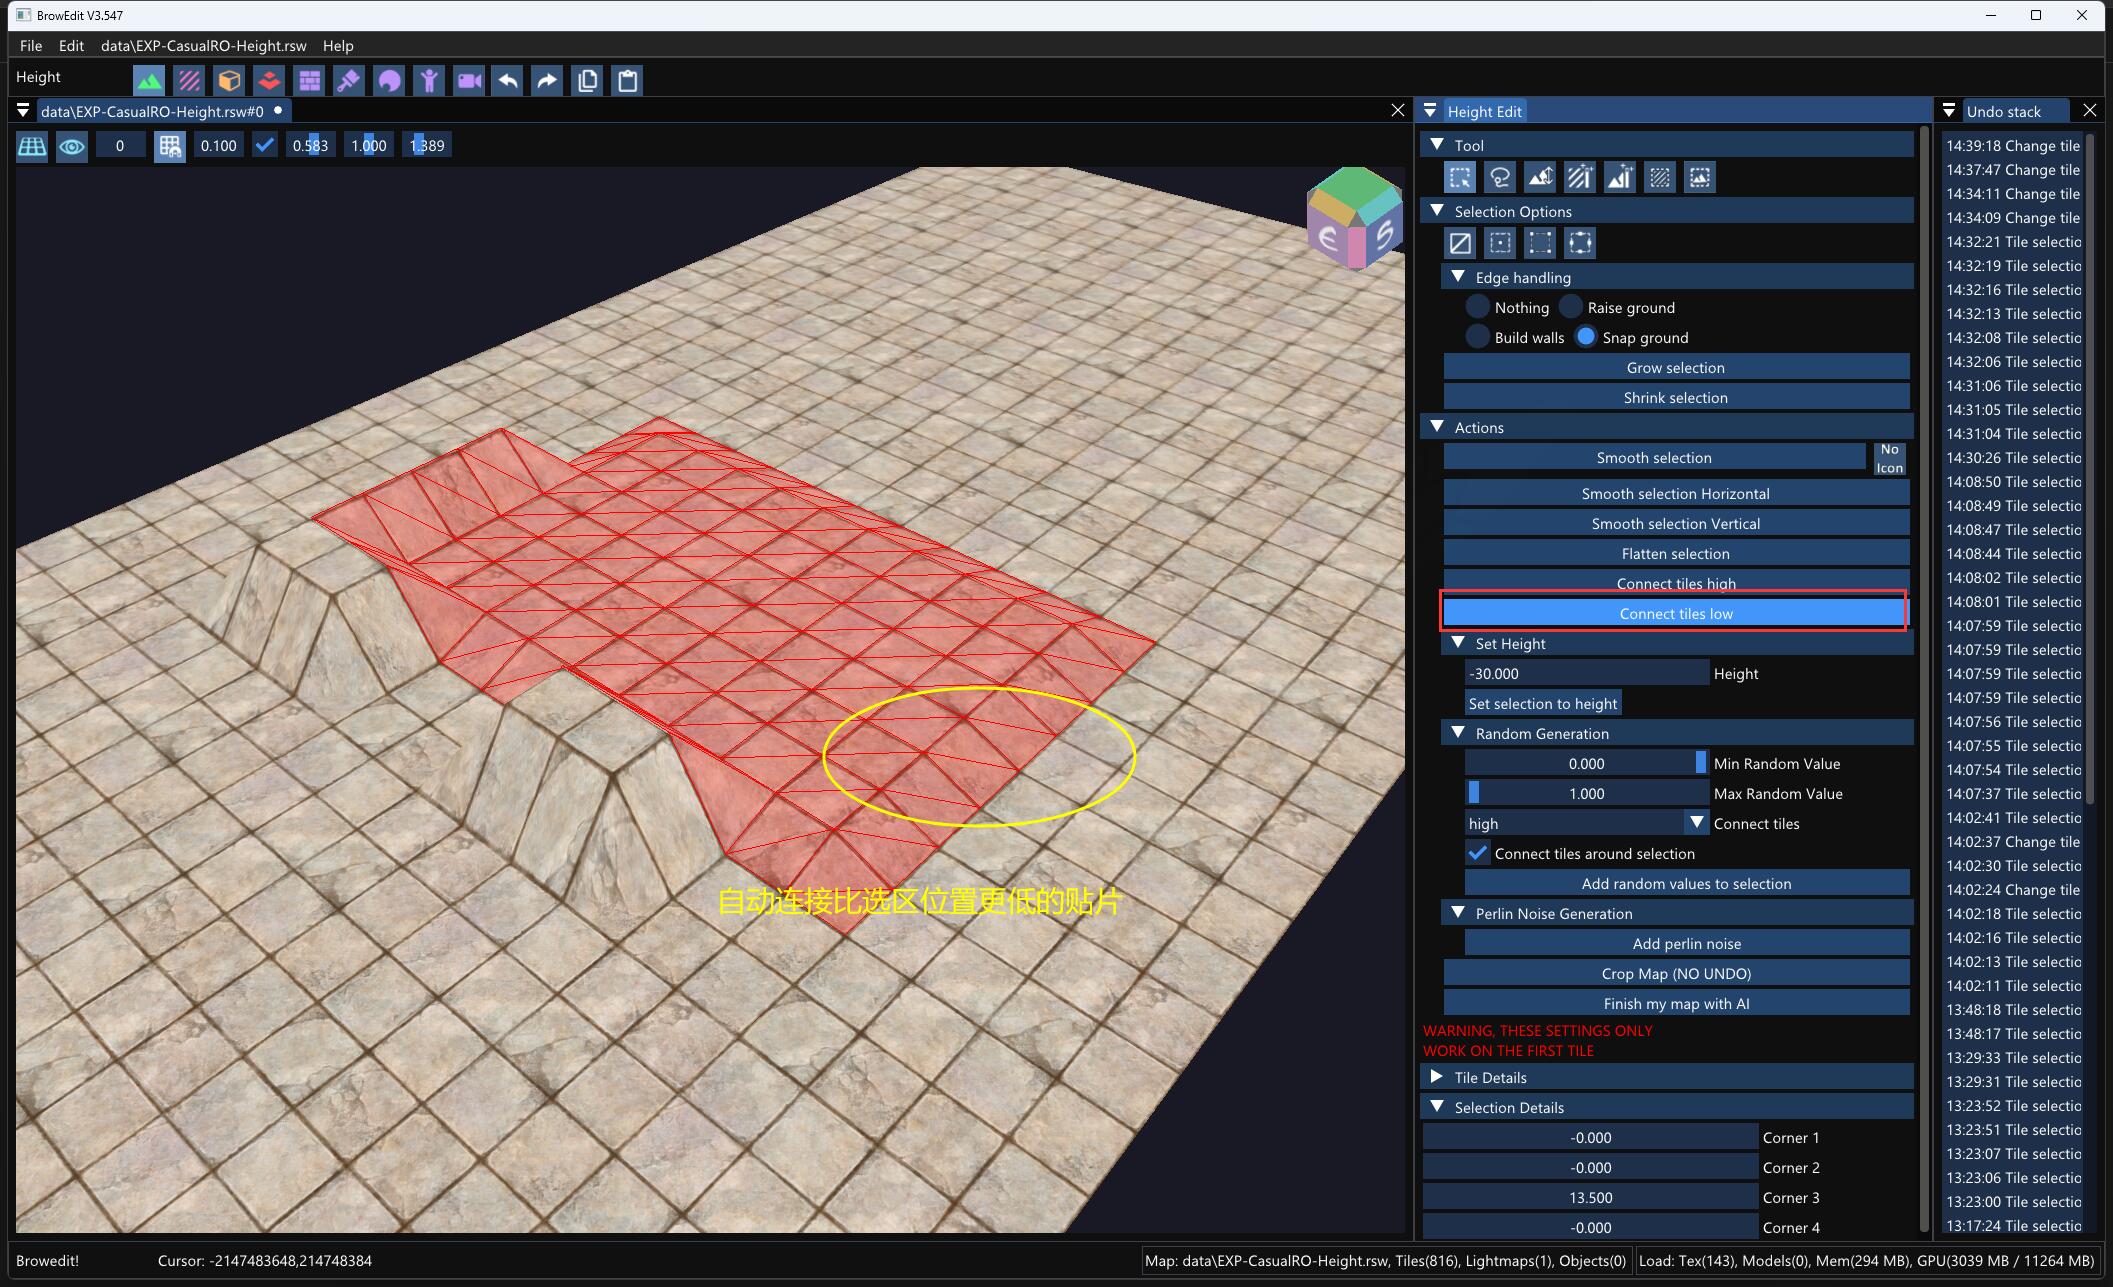 BrowEdit V3.547
File Edit data\EXP-CasualRO-Height.rsw Help
Height
data\EXP-CasualRO-Height.rsw#0
0 0.100 0.583 1.000 1.389
E S
自动连接比选区位置更低的贴片
Height Edit
Tool
Selection Options
Edge handling
Nothing Raise ground
Build walls Snap ground
Grow selection
Shrink selection
Actions
Smooth selection No Icon
Smooth selection Horizontal
Smooth selection Vertical
Flatten selection
Connect tiles high
Connect tiles low
Set Height
-30.000 Height
Set selection to height
Random Generation
0.000 Min Random Value
1.000 Max Random Value
high Connect tiles
Connect tiles around selection
Add random values to selection
Perlin Noise Generation
Add perlin noise
Crop Map (NO UNDO)
Finish my map with AI
WARNING, THESE SETTINGS ONLY
WORK ON THE FIRST TILE
Tile Details
Selection Details
-0.000 Corner 1
-0.000 Corner 2
13.500 Corner 3
-0.000 Corner 4
Undo stack
14:39:18 Change tile
14:37:47 Change tile
14:34:11 Change tile
14:34:09 Change tile
14:32:21 Tile selectio
14:32:19 Tile selectio
14:32:16 Tile selectio
14:32:13 Tile selectio
14:32:08 Tile selectio
14:32:06 Tile selectio
14:31:06 Tile selectio
14:31:05 Tile selectio
14:31:04 Tile selectio
14:30:26 Tile selectio
14:08:50 Tile selectio
14:08:49 Tile selectio
14:08:47 Tile selectio
14:08:44 Tile selectio
14:08:02 Tile selectio
14:08:01 Tile selectio
14:07:59 Tile selectio
14:07:59 Tile selectio
14:07:59 Tile selectio
14:07:59 Tile selectio
14:07:56 Tile selectio
14:07:55 Tile selectio
14:07:54 Tile selectio
14:07:37 Tile selectio
14:02:41 Tile selectio
14:02:37 Change tile
14:02:30 Tile selectio
14:02:24 Change tile
14:02:18 Tile selectio
14:02:16 Tile selectio
14:02:13 Tile selectio
14:02:11 Tile selectio
13:48:18 Tile selectio
13:48:17 Tile selectio
13:29:33 Tile selectio
13:29:31 Tile selectio
13:23:52 Tile selectio
13:23:51 Tile selectio
13:23:07 Tile selectio
13:23:06 Tile selectio
13:23:00 Tile selectio
13:17:24 Tile selectio
Browedit! Cursor: -2147483648,214748384
Map: data\EXP-CasualRO-Height.rsw, Tiles(816), Lightmaps(1), Objects(0)
Load: Tex(143), Models(0), Mem(294 MB), GPU(3039 MB / 11264 MB)